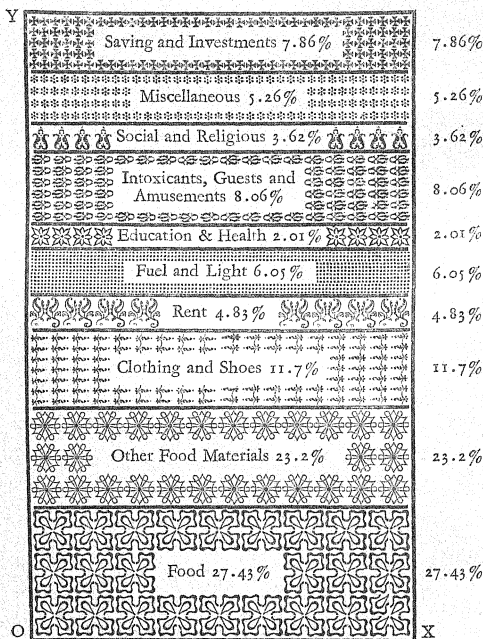 Y
Saving and Investments 7.86% 7.86%
Miscellaneous 5.26% 5.26%
Social and Religious 3.62% 3.62%
Intoxicants, Guests and
Amusements 8.06% 8.06%
Education & Health 2.01% 2.01%
Fuel and Light 6.05% 6.05%
Rent 4.83% 4.83%
Clothing and Shoes 11.7% 11.7%
Other Food Materials 23.2% 23.2%
Food 27.43% 27.43%
O X